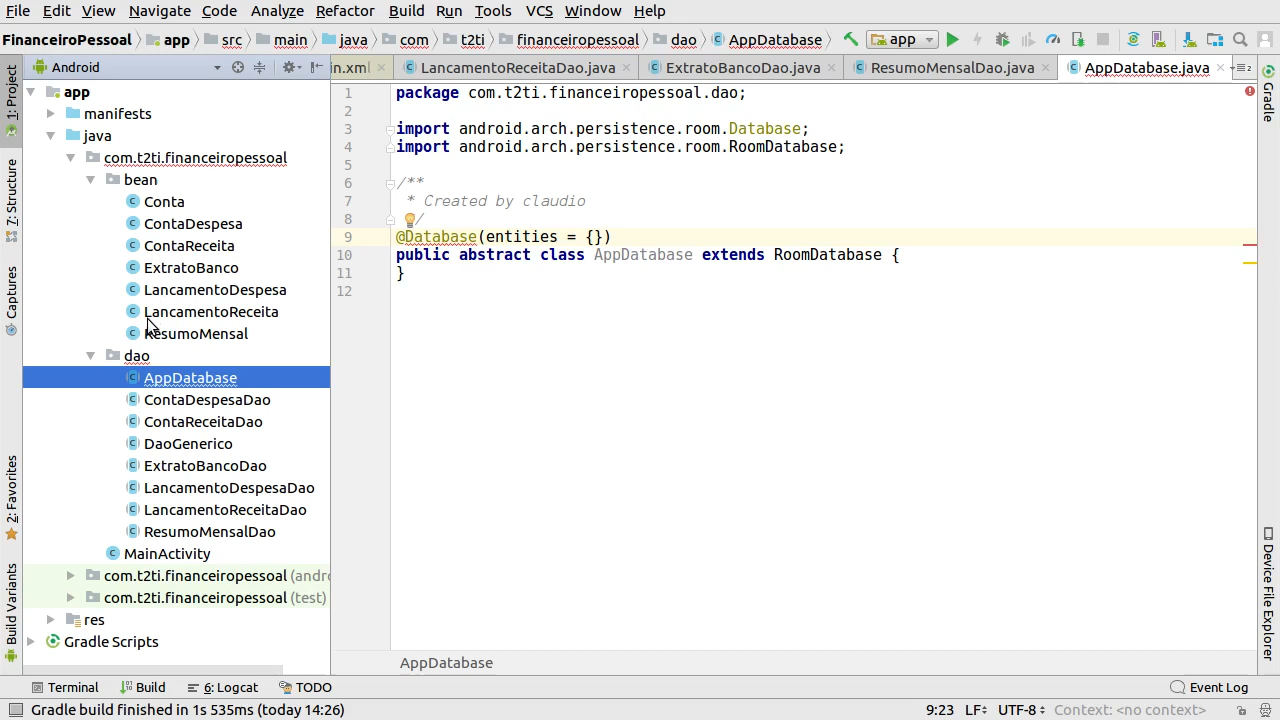 File Edit View Navigate Code Analyze Refactor Build Run Tools VCS Window Help
FinanceiroPessoal app src main java com t2ti financeiropessoal dao AppDatabase app
Android
in.xml LancamentoReceitaDao.java ExtratoBancoDao.java ResumoMensalDao.java AppDatabase.java
1: Project
7: Structure
Captures
2: Favorites
Build Variants
app
manifests
java
com.t2ti.financeiropessoal
bean
Conta
ContaDespesa
ContaReceita
ExtratoBanco
LancamentoDespesa
LancamentoReceita
ResumoMensal
dao
AppDatabase
ContaDespesaDao
ContaReceitaDao
DaoGenerico
ExtratoBancoDao
LancamentoDespesaDao
LancamentoReceitaDao
ResumoMensalDao
MainActivity
com.t2ti.financeiropessoal (andro
com.t2ti.financeiropessoal (test)
res
Gradle Scripts
1 package com.t2ti.financeiropessoal.dao;
2
3 import android.arch.persistence.room.Database;
4 import android.arch.persistence.room.RoomDatabase;
5
6 /**
7 * Created by claudio
8 */
9 @Database(entities = {})
10 public abstract class AppDatabase extends RoomDatabase {
11 }
12
AppDatabase
Gradle
Device File Explorer
Terminal Build 6: Logcat TODO Event Log
Gradle build finished in 1s 535ms (today 14:26) 9:23 LF UTF-8 Context: <no context>